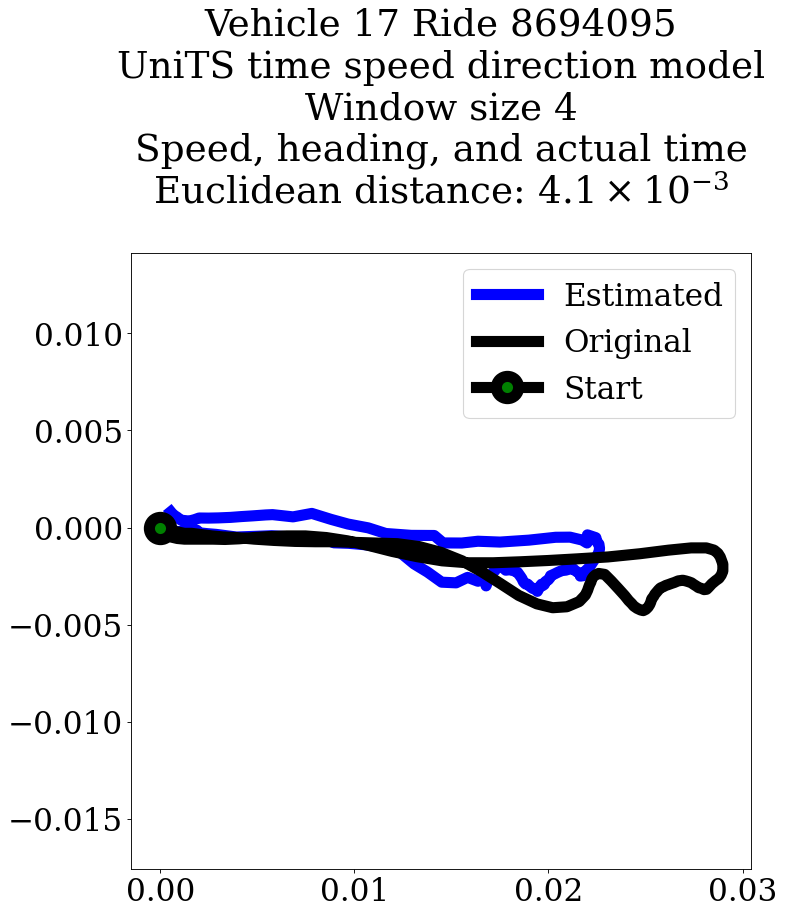 Vehicle 17 Ride 8694095
UniTS time speed direction model
Window size 4
Speed, heading, and actual time
Euclidean distance: 4.1 × 10⁻³
Estimated
Original
Start
0.010
0.005
0.000
−0.005
−0.010
−0.015
0.00 0.01 0.02 0.03